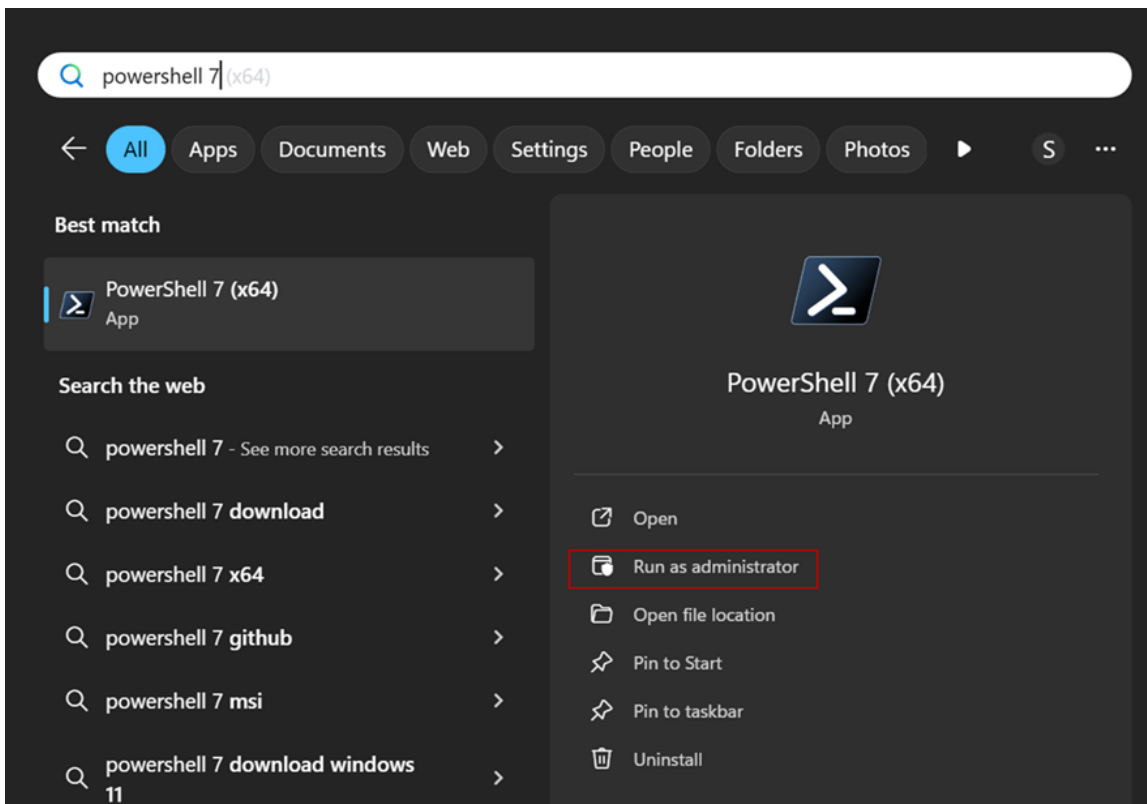 powershell 7 (x64)
All Apps Documents Web Settings People Folders Photos S
Best match
PowerShell 7 (x64)
App
Search the web
powershell 7 - See more search results
powershell 7 download
powershell 7 x64
powershell 7 github
powershell 7 msi
powershell 7 download windows
11
PowerShell 7 (x64)
App
Open
Run as administrator
Open file location
Pin to Start
Pin to taskbar
Uninstall